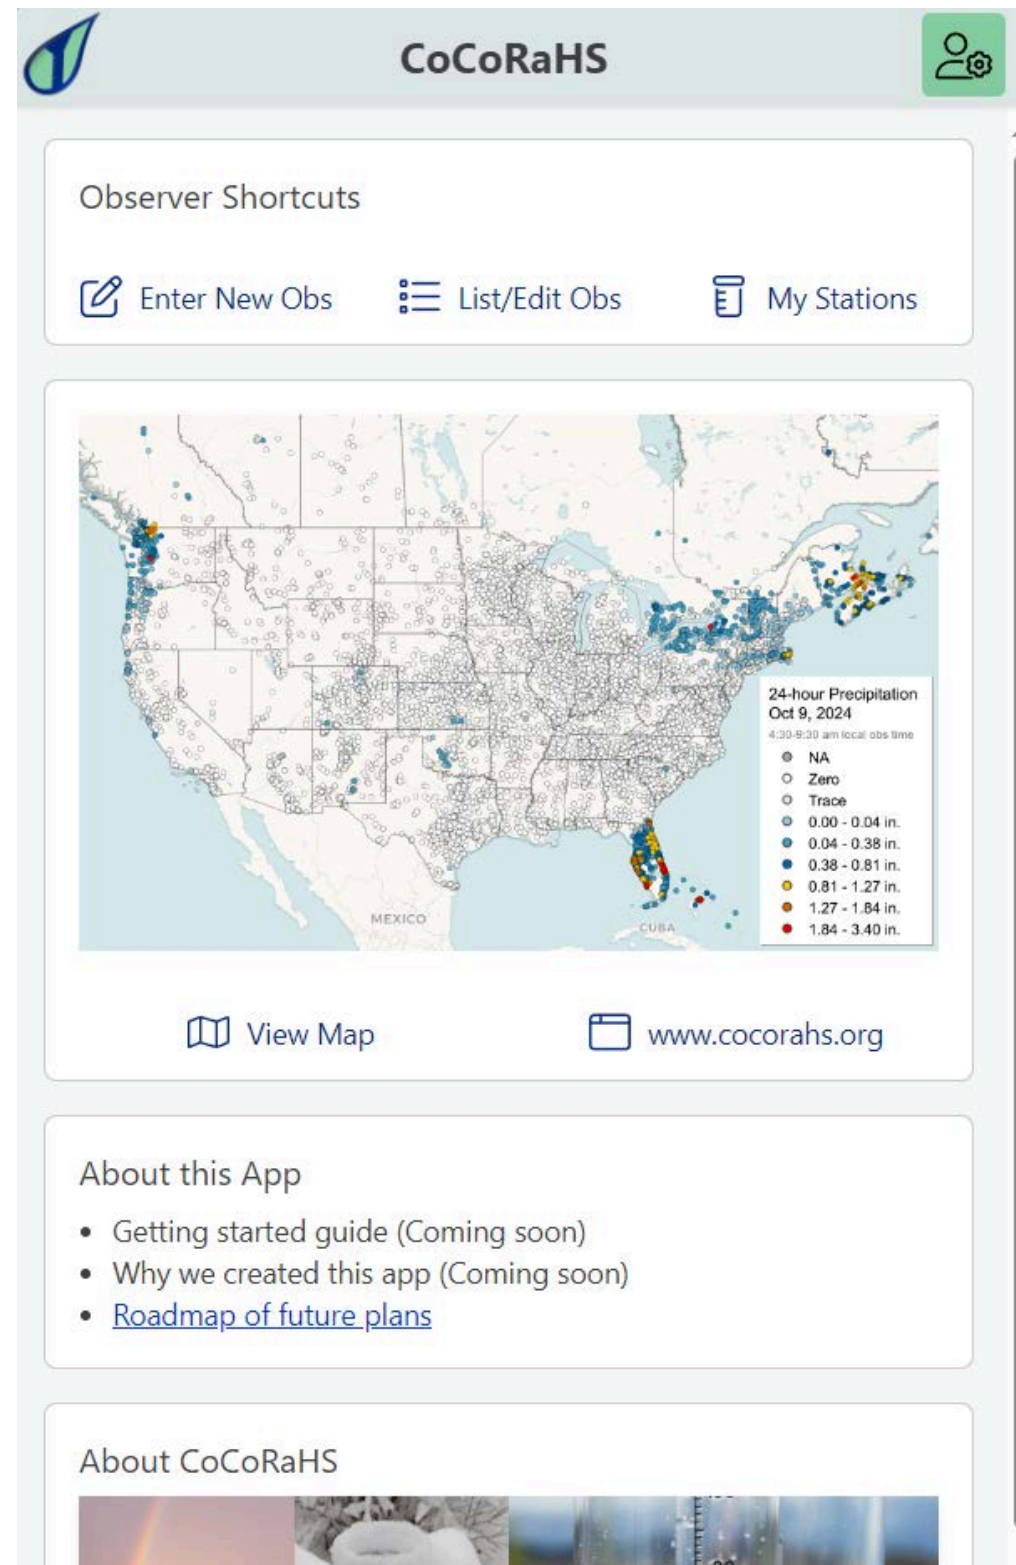 CoCoRaHS
Observer Shortcuts
Enter New Obs
List/Edit Obs
My Stations
MEXICO
CUBA
24-hour Precipitation
Oct 9, 2024
4:30-9:30 am local obs time
NA
Zero
Trace
0.00 - 0.04 in.
0.04 - 0.38 in.
0.38 - 0.81 in.
0.81 - 1.27 in.
1.27 - 1.84 in.
1.84 - 3.40 in.
View Map
www.cocorahs.org
About this App
• Getting started guide (Coming soon)
• Why we created this app (Coming soon)
• Roadmap of future plans
About CoCoRaHS